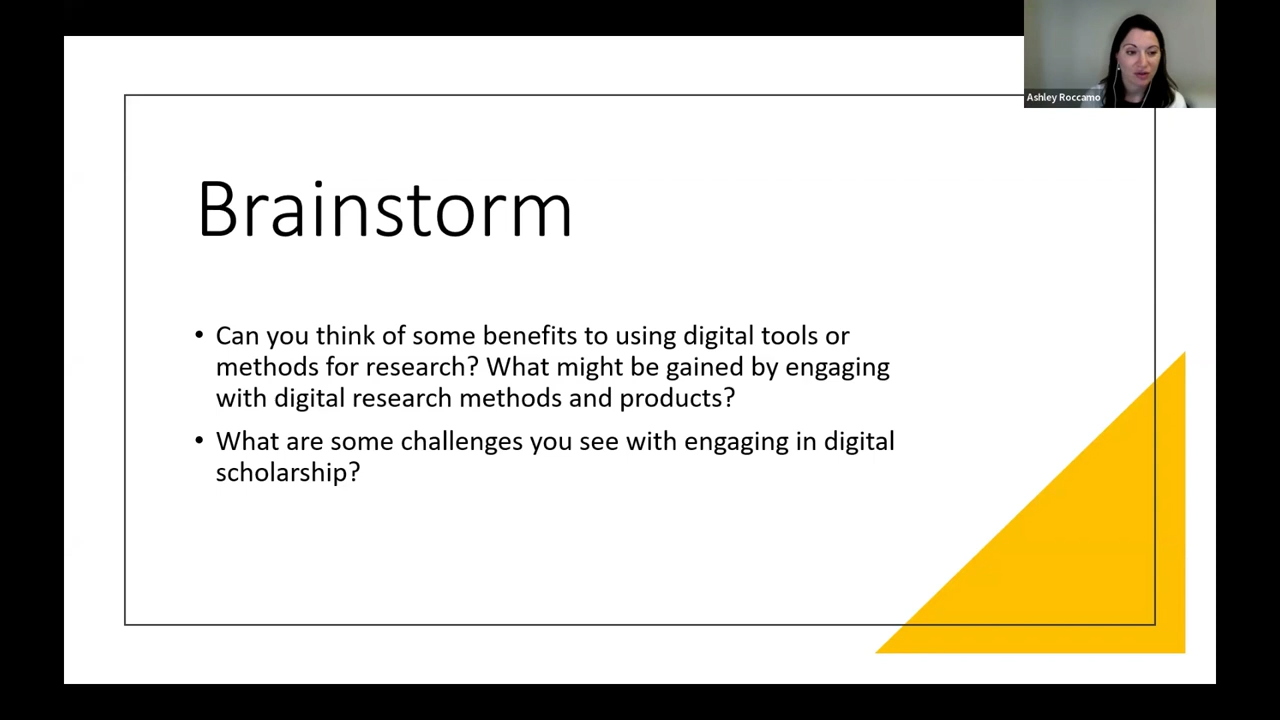 Ashley Roccamo
Brainstorm
• Can you think of some benefits to using digital tools or
methods for research? What might be gained by engaging
with digital research methods and products?
• What are some challenges you see with engaging in digital
scholarship?